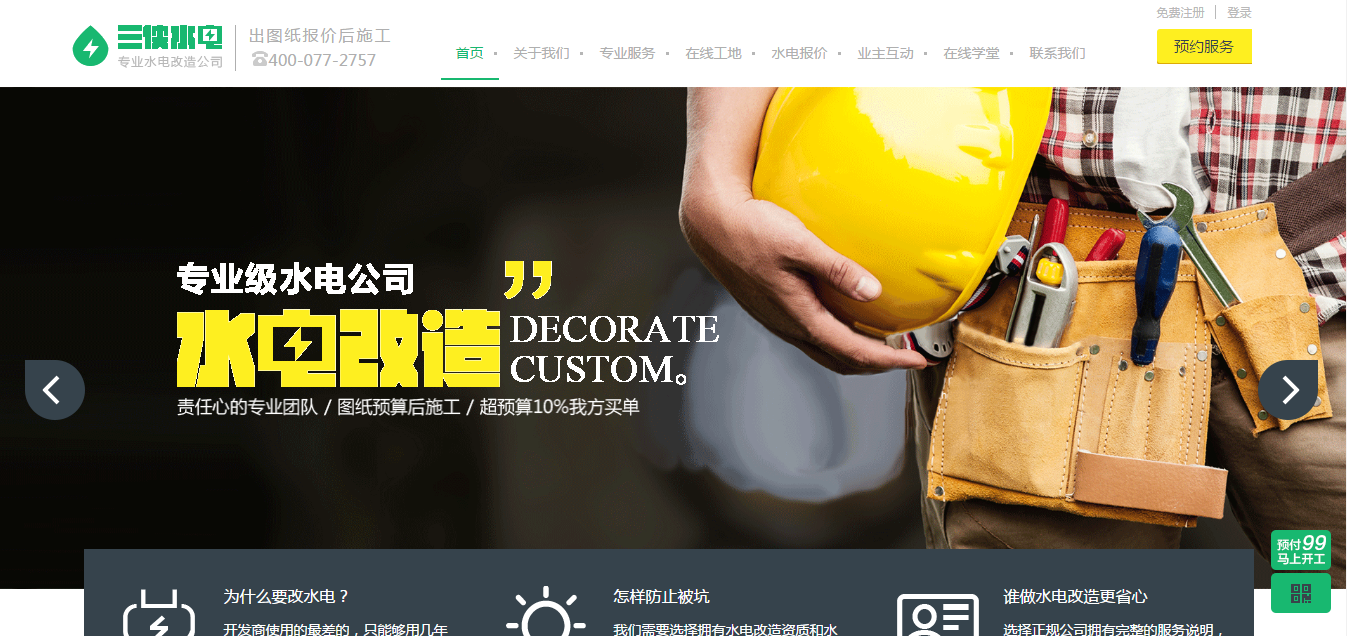 免费注册 登录
三侠水电
专业水电改造公司
出图纸报价后施工
400-077-2757
首页 关于我们 专业服务 在线工地 水电报价 业主互动 在线学堂 联系我们
预约服务
专业级水电公司
水电改造
DECORATE
CUSTOM。
责任心的专业团队 / 图纸预算后施工 / 超预算10%我方买单
预付99
马上开工
为什么要改水电？
开发商使用的最差的，只能够用几年
怎样防止被坑
我们需要选择拥有水电改造资质和水
谁做水电改造更省心
选择正规公司拥有完整的服务说明，